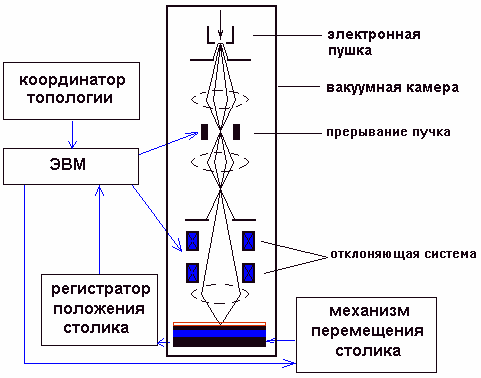 электронная
пушка
вакуумная камера
прерывание пучка
отклоняющая система
координатор
топологии
ЭВМ
регистратор
положения
столика
механизм
перемещения
столика